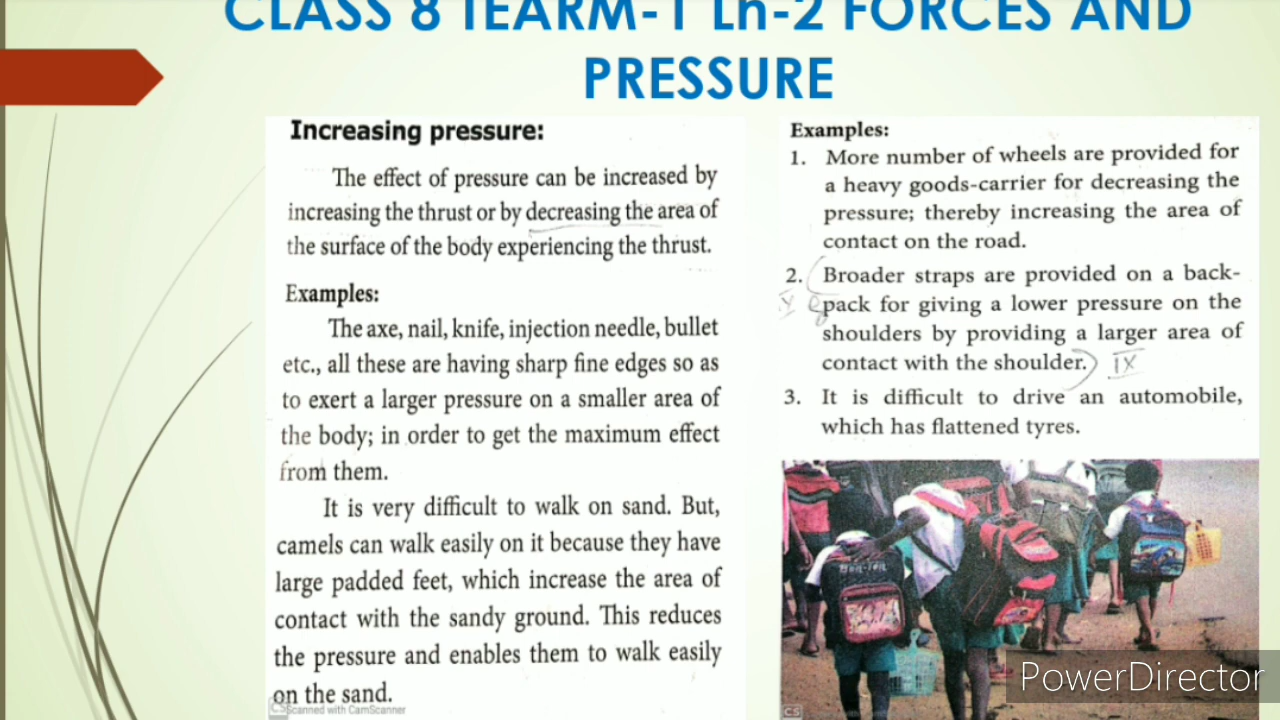 CLASS 8 TEARM-1 Ln-2 FORCES AND
PRESSURE
Increasing pressure:
The effect of pressure can be increased by
increasing the thrust or by decreasing the area of
the surface of the body experiencing the thrust.
Examples:
The axe, nail, knife, injection needle, bullet
etc., all these are having sharp fine edges so as
to exert a larger pressure on a smaller area of
the body; in order to get the maximum effect
from them.
It is very difficult to walk on sand. But,
camels can walk easily on it because they have
large padded feet, which increase the area of
contact with the sandy ground. This reduces
the pressure and enables them to walk easily
on the sand.
CS Scanned with CamScanner
Examples:
1. More number of wheels are provided for
a heavy goods-carrier for decreasing the
pressure; thereby increasing the area of
contact on the road.
2. Broader straps are provided on a back-
pack for giving a lower pressure on the
shoulders by providing a larger area of
contact with the shoulder. IX
3. It is difficult to drive an automobile,
which has flattened tyres.
PowerDirector
CS